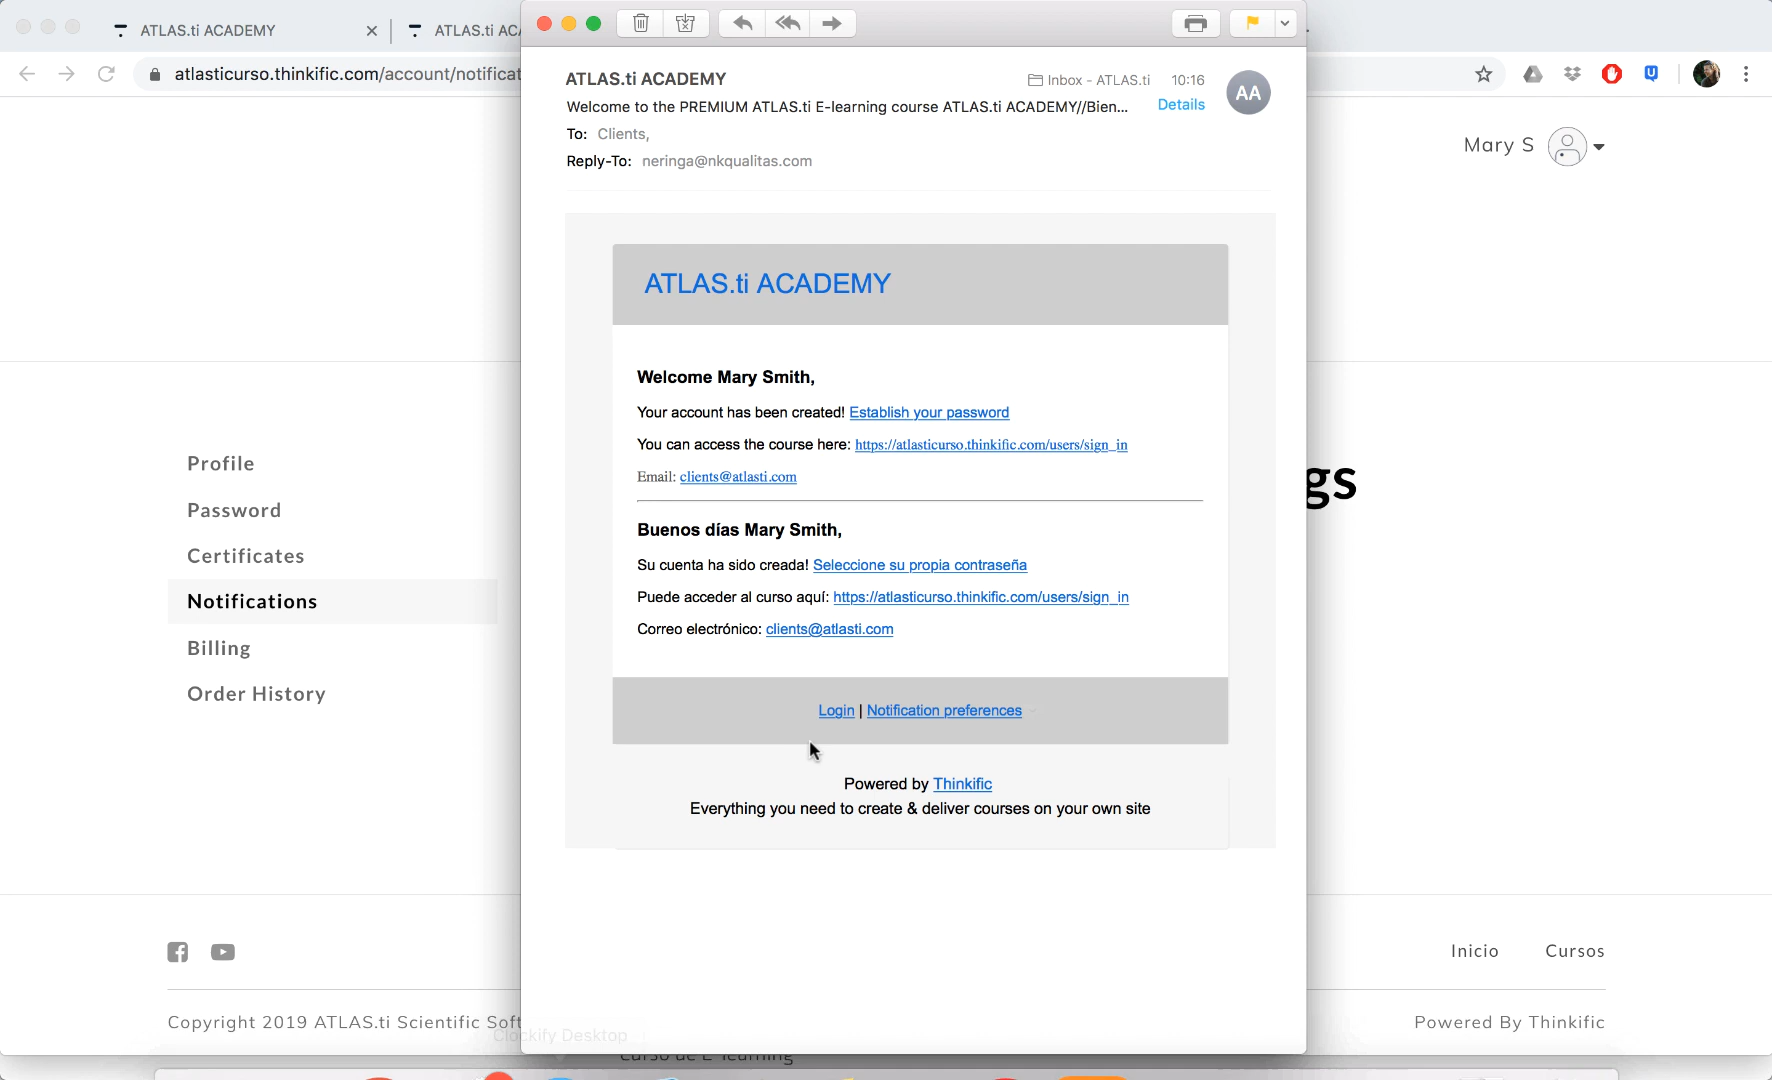 ATLAS.ti ACADEMY
ATLAS.ti AC
atlasticurso.thinkific.com/account/notificat
ATLAS.ti ACADEMY
Inbox - ATLAS.ti 10:16
AA
Welcome to the PREMIUM ATLAS.ti E-learning course ATLAS.ti ACADEMY//Bien...
Details
To: Clients,
Reply-To: neringa@nkqualitas.com
Mary S
ATLAS.ti ACADEMY
Welcome Mary Smith,
Your account has been created! Establish your password
You can access the course here: https://atlasticurso.thinkific.com/users/sign_in
Email: clients@atlasti.com
Buenos días Mary Smith,
Su cuenta ha sido creada! Seleccione su propia contraseña
Puede acceder al curso aquí: https://atlasticurso.thinkific.com/users/sign_in
Correo electrónico: clients@atlasti.com
Login | Notification preferences
Powered by Thinkific
Everything you need to create & deliver courses on your own site
Profile
Password
Certificates
Notifications
Billing
Order History
gs
Inicio Cursos
Copyright 2019 ATLAS.ti Scientific Soft
Powered By Thinkific
Clockify Desktop
Curso de E-learning